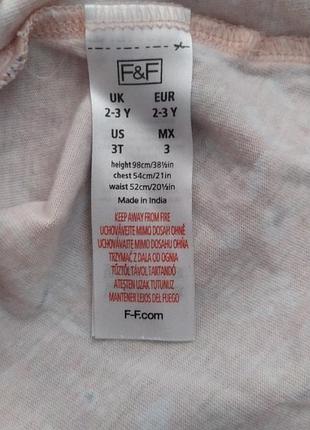 F&F
UK EUR
2-3 Y 2-3 Y
US MX
3T 3
height 98cm/38½in
chest 54cm/21in
waist 52cm/20½in
Made in India
KEEP AWAY FROM FIRE
UCHOVÁVEJTE MIMO DOSAH OHNĚ
UCHOVÁVAJTE MIMO DOSAHU OHŇA
TRZYMAĆ Z DALA OD OGNIA
TŰZTŐL TÁVOL TARTANDÓ
ATEŞTEN UZAK TUTUNUZ
MANTENER LEJOS DEL FUEGO
F-F.com